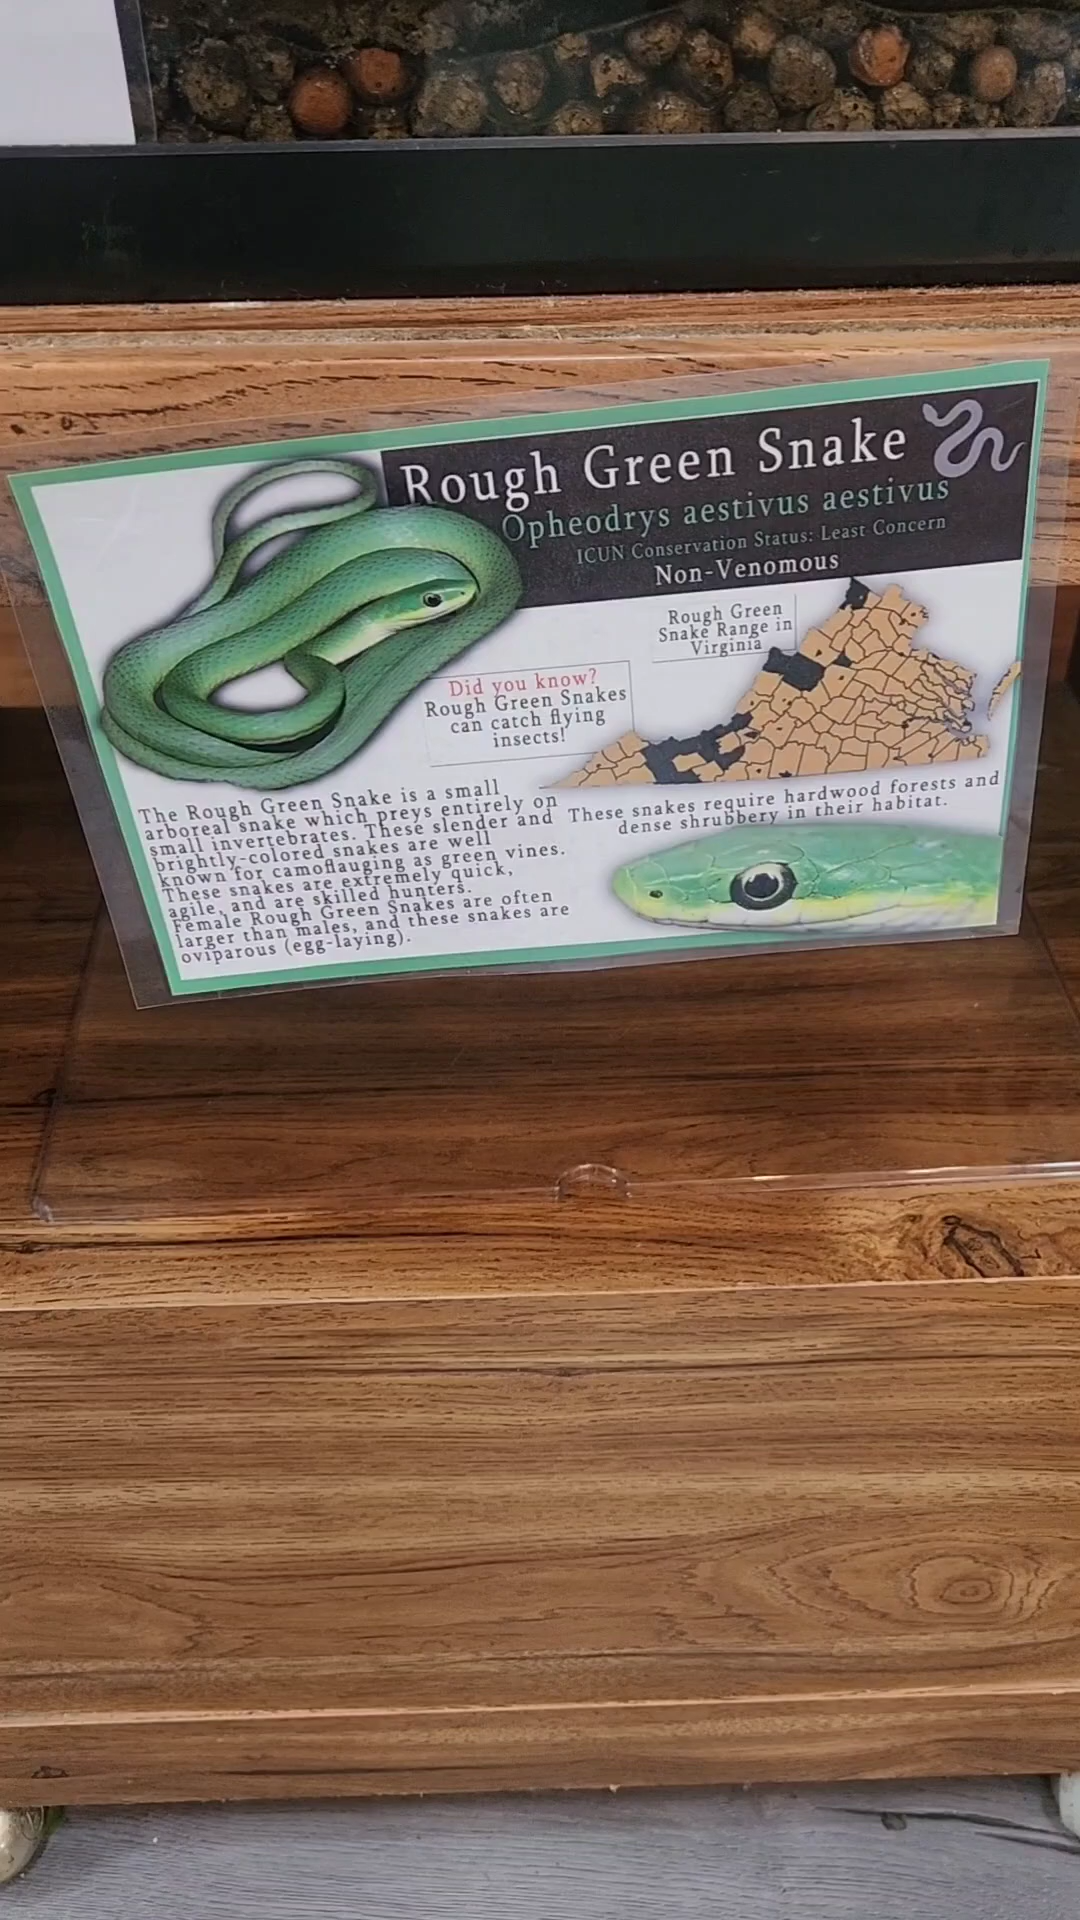 Rough Green Snake
Opheodrys aestivus aestivus
ICUN Conservation Status: Least Concern
Non-Venomous
Rough Green
Snake Range in
Virginia
Did you know?
Rough Green Snakes
can catch flying
insects!
The Rough Green Snake is a small
arboreal snake which preys entirely on
small invertebrates. These slender and
brightly-colored snakes are well
known for camoflauging as green vines.
These snakes are extremely quick,
agile, and are skilled hunters.
Female Rough Green Snakes are often
larger than males, and these snakes are
oviparous (egg-laying).
These snakes require hardwood forests and
dense shrubbery in their habitat.